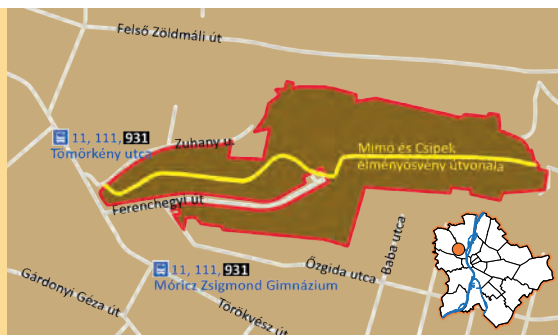 Felső Zöldmáli út
11, 111, 931
Tömörkény utca
Zuhany u.
Mimó és Csipek
élményösvény útvonala
Ferenchegyi út
11, 111, 931
Móricz Zsigmond Gimnázium
Őzgida utca
Baba utca
Gárdonyi Géza út
Törökvész út